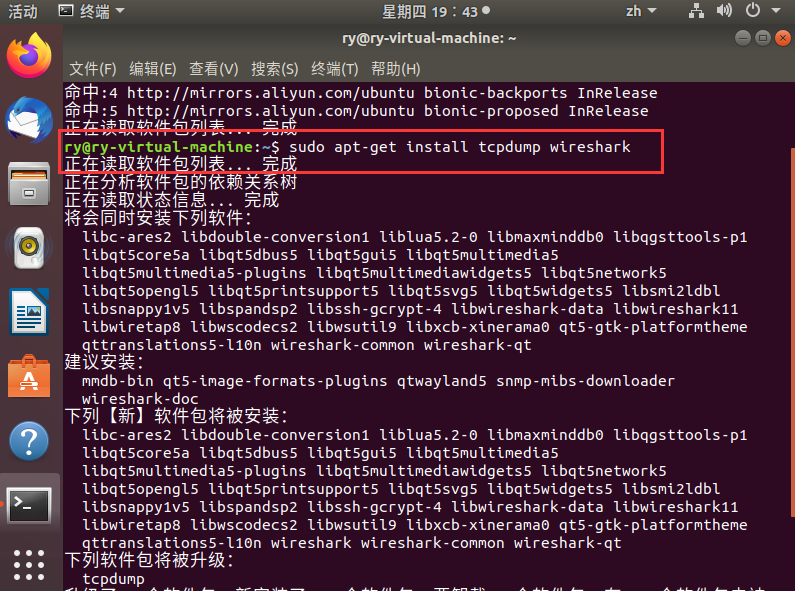 活动 终端 星期四 19：43 zh
ry@ry-virtual-machine: ~
文件(F) 编辑(E) 查看(V) 搜索(S) 终端(T) 帮助(H)
命中:4 http://mirrors.aliyun.com/ubuntu bionic-backports InRelease
命中:5 http://mirrors.aliyun.com/ubuntu bionic-proposed InRelease
正在读取软件包列表... 完成
ry@ry-virtual-machine:~$ sudo apt-get install tcpdump wireshark
正在读取软件包列表... 完成
正在分析软件包的依赖关系树
正在读取状态信息... 完成
将会同时安装下列软件：
libc-ares2 libdouble-conversion1 liblua5.2-0 libmaxminddb0 libqgsttools-p1
libqt5core5a libqt5dbus5 libqt5gui5 libqt5multimedia5
libqt5multimedia5-plugins libqt5multimediawidgets5 libqt5network5
libqt5opengl5 libqt5printsupport5 libqt5svg5 libqt5widgets5 libsmi2ldbl
libsnappy1v5 libspandsp2 libssh-gcrypt-4 libwireshark-data libwireshark11
libwiretap8 libwscodecs2 libwsutil9 libxcb-xinerama0 qt5-gtk-platformtheme
qttranslations5-l10n wireshark-common wireshark-qt
建议安装：
mmdb-bin qt5-image-formats-plugins qtwayland5 snmp-mibs-downloader
wireshark-doc
下列【新】软件包将被安装：
libc-ares2 libdouble-conversion1 liblua5.2-0 libmaxminddb0 libqgsttools-p1
libqt5core5a libqt5dbus5 libqt5gui5 libqt5multimedia5
libqt5multimedia5-plugins libqt5multimediawidgets5 libqt5network5
libqt5opengl5 libqt5printsupport5 libqt5svg5 libqt5widgets5 libsmi2ldbl
libsnappy1v5 libspandsp2 libssh-gcrypt-4 libwireshark-data libwireshark11
libwiretap8 libwscodecs2 libwsutil9 libxcb-xinerama0 qt5-gtk-platformtheme
qttranslations5-l10n wireshark wireshark-common wireshark-qt
下列软件包将被升级：
tcpdump